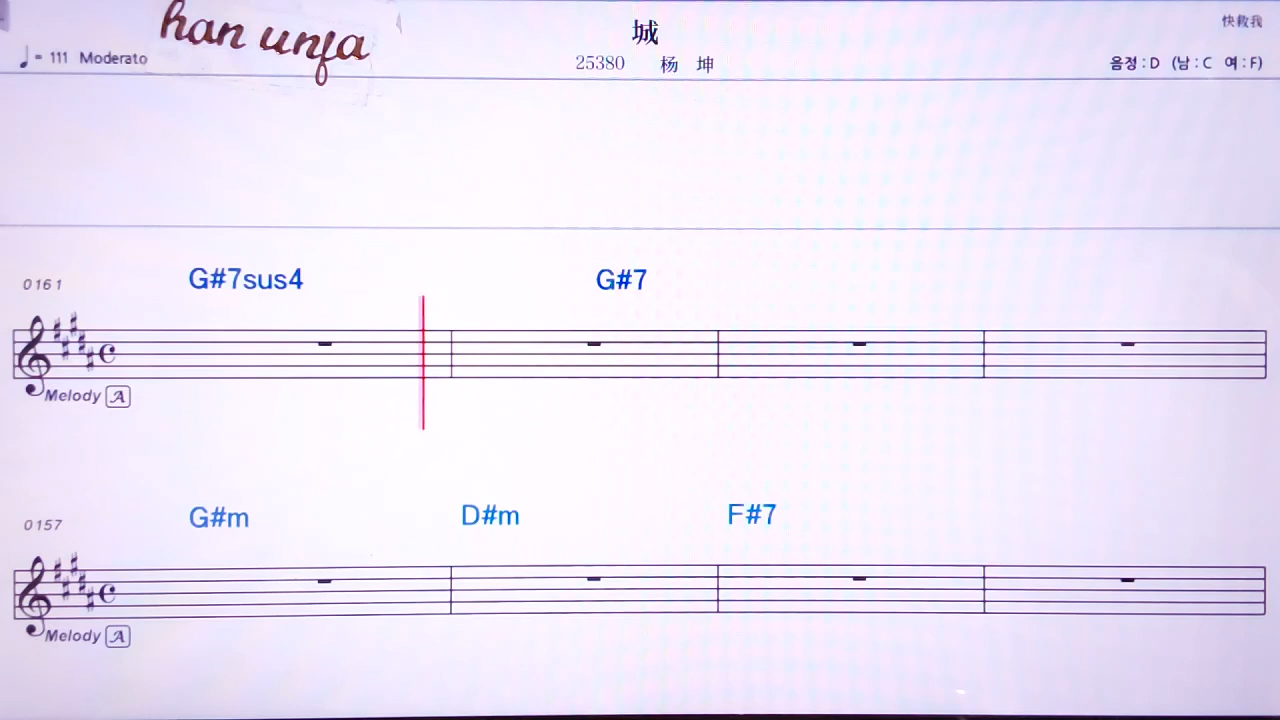 han unja
城
快救我
♩= 111 Moderato
25380 杨 坤
음정 : D (남 : C 여 : F)
0161
G#7sus4 G#7
Melody A
0157
G#m D#m F#7
Melody A